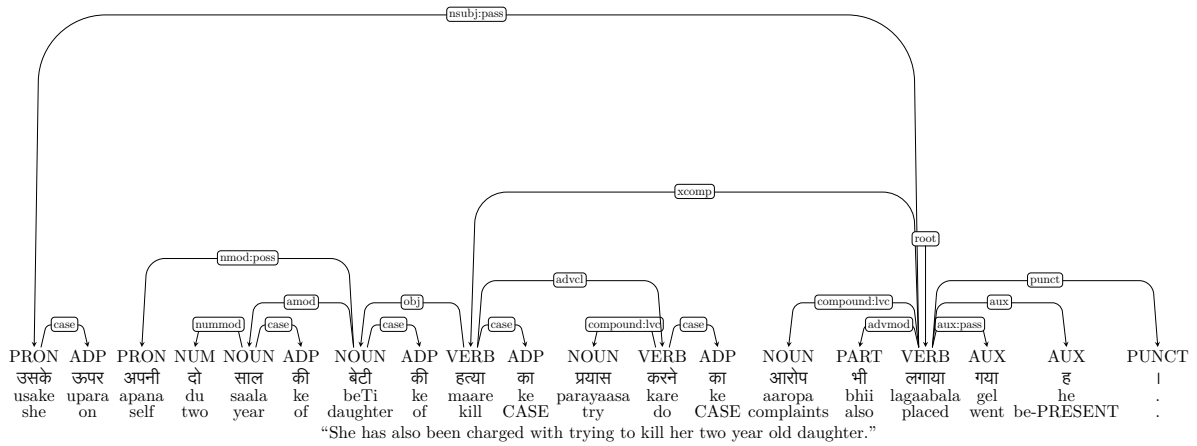 nsubj:pass
xcomp
root
nmod:poss
advcl punct
amod obj compound:lvc aux
case nummod case case case compound:lvc case advmod aux:pass
PRON ADP PRON NUM NOUN ADP NOUN ADP VERB ADP NOUN VERB ADP NOUN PART VERB AUX AUX PUNCT
उसके ऊपर अपनी दो साल की बेटी की हत्या का प्रयास करने का आरोप भी लगाया गया ह ।
usake upara apana du saala ke beTi ke maare ke parayaasa kare ke aaropa bhii lagaabala gel he .
she on self two year of daughter of kill CASE try do CASE complaints also placed went be-PRESENT .
“She has also been charged with trying to kill her two year old daughter.”